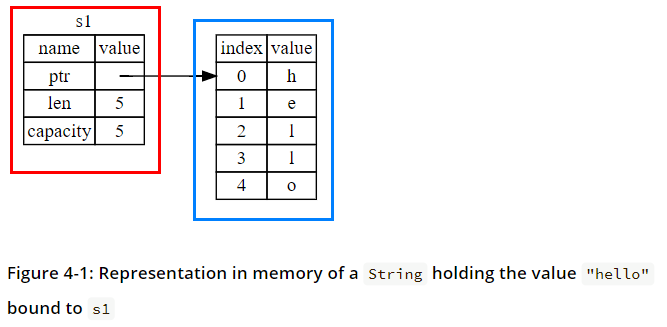 s1
name value
ptr
len 5
capacity 5
index value
0 h
1 e
2 l
3 l
4 o
Figure 4-1: Representation in memory of a String holding the value "hello"
bound to s1